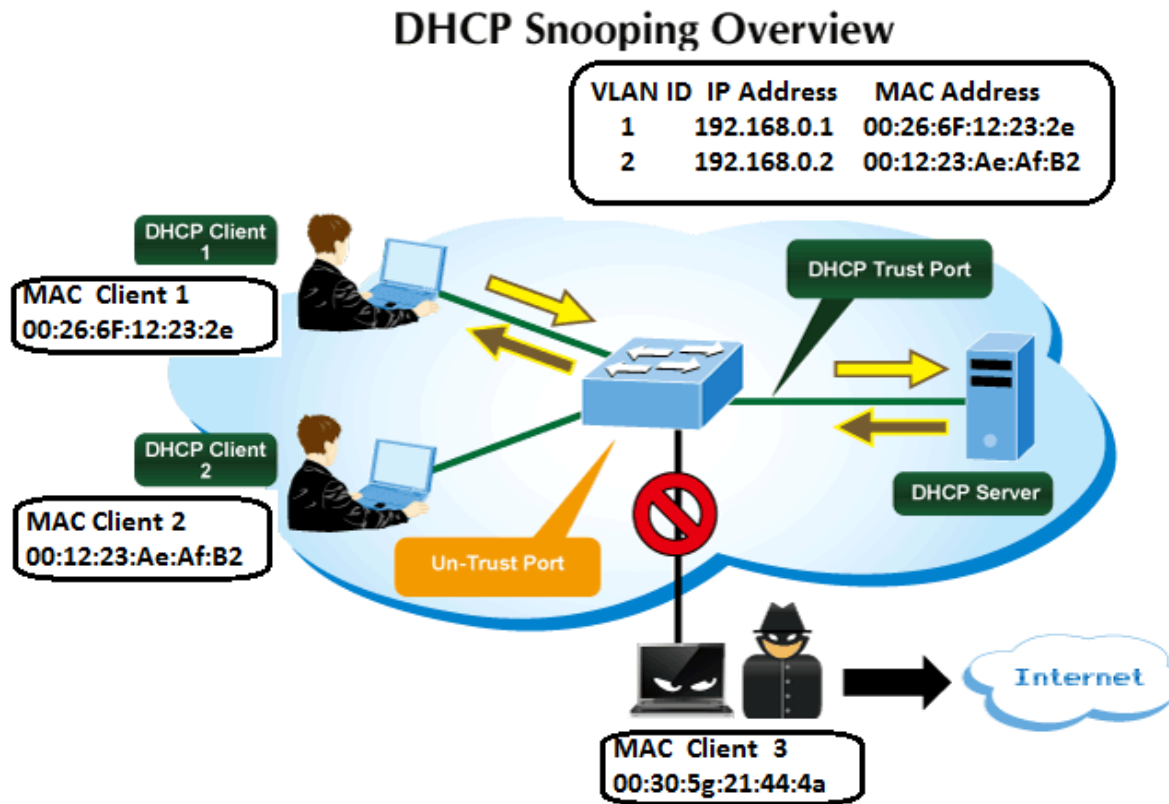 DHCP Snooping Overview
VLAN ID IP Address MAC Address
1 192.168.0.1 00:26:6F:12:23:2e
2 192.168.0.2 00:12:23:Ae:Af:B2
DHCP Client
1
MAC Client 1
00:26:6F:12:23:2e
DHCP Trust Port
DHCP Client
2
MAC Client 2
00:12:23:Ae:Af:B2
Un-Trust Port
DHCP Server
Internet
MAC Client 3
00:30:5g:21:44:4a